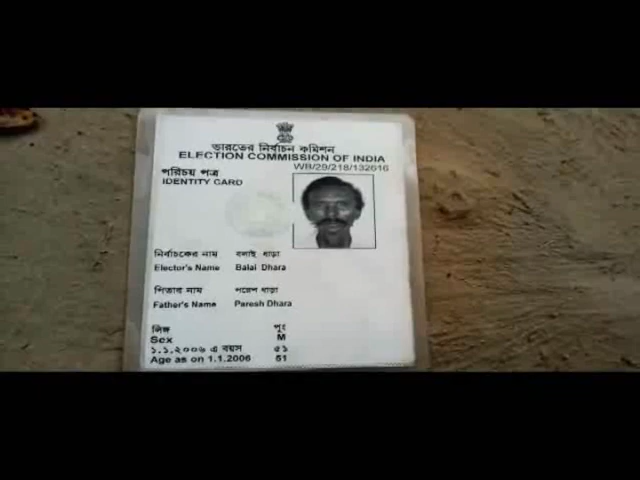 ভারতের নির্বাচন কমিশন
ELECTION COMMISSION OF INDIA
WB/29/218/132616
পরিচয় পত্র
IDENTITY CARD
নির্বাচকের নাম বলাই ধাড়া
Elector's Name Balai Dhara
পিতার নাম পরেশ ধাড়া
Father's Name Paresh Dhara
লিঙ্গ পুং
Sex M
১.১.২০০৬ এ বয়স ৫১
Age as on 1.1.2006 51